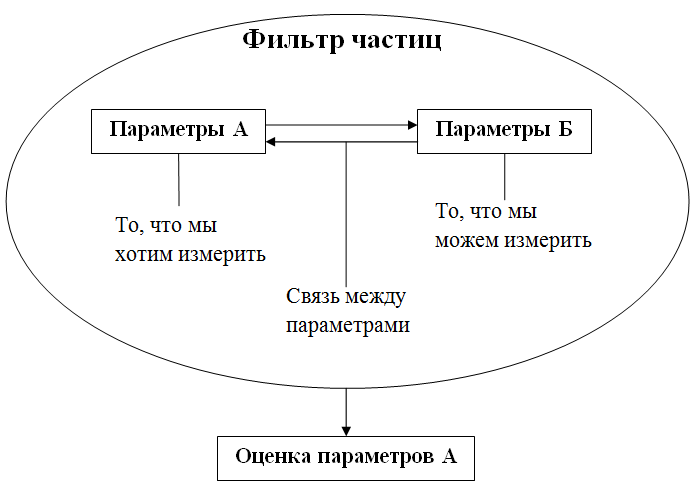 Фильтр частиц
Параметры А
Параметры Б
То, что мы
хотим измерить
То, что мы
можем измерить
Связь между
параметрами
Оценка параметров А